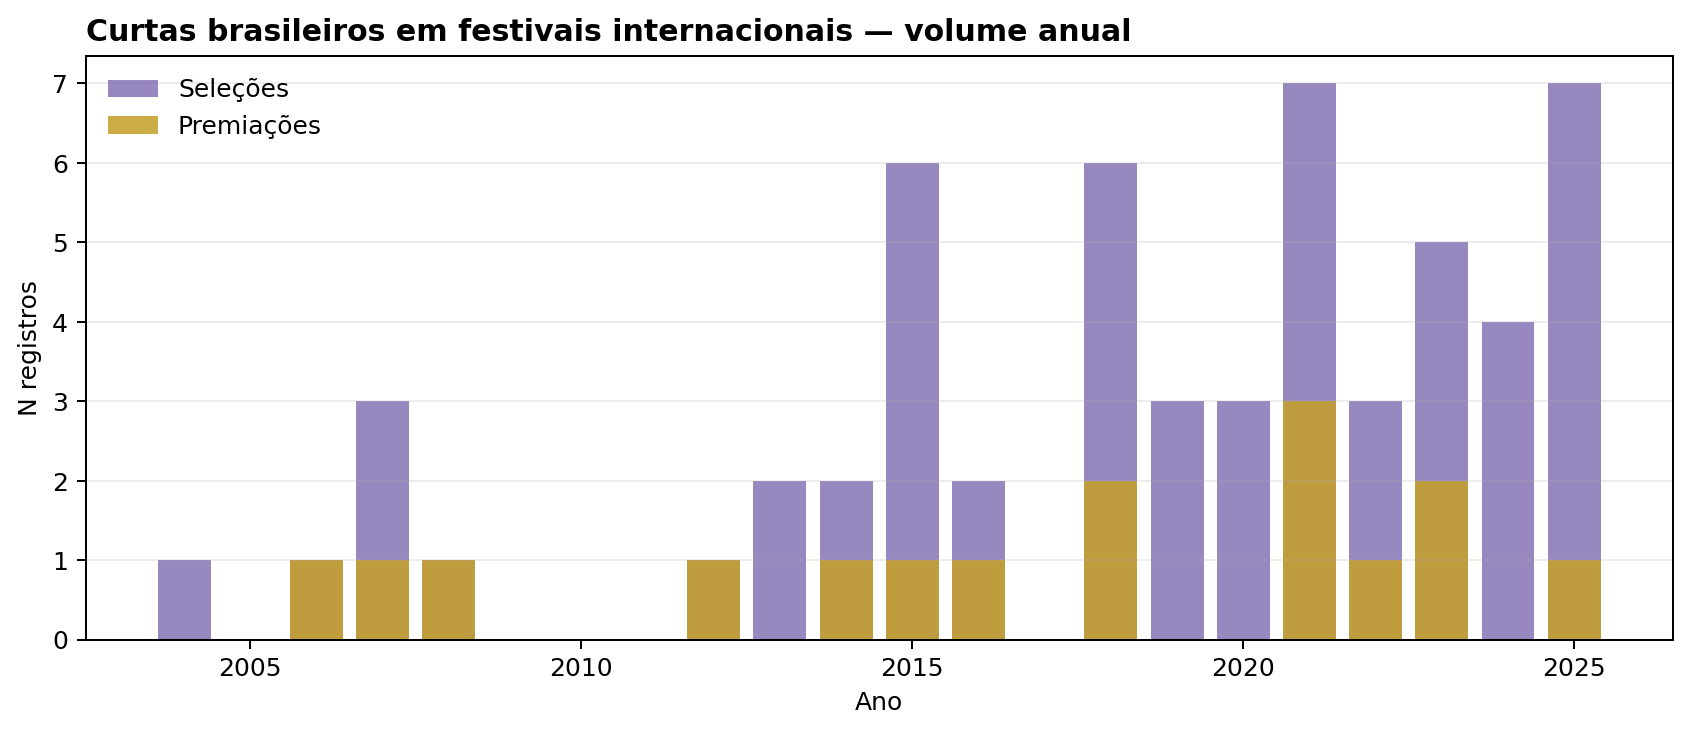 Curtas brasileiros em festivais internacionais — volume anual
Seleções
Premiações
7
6
5
4
3
2
1
0
N registros
2005 2010 2015 2020 2025
Ano